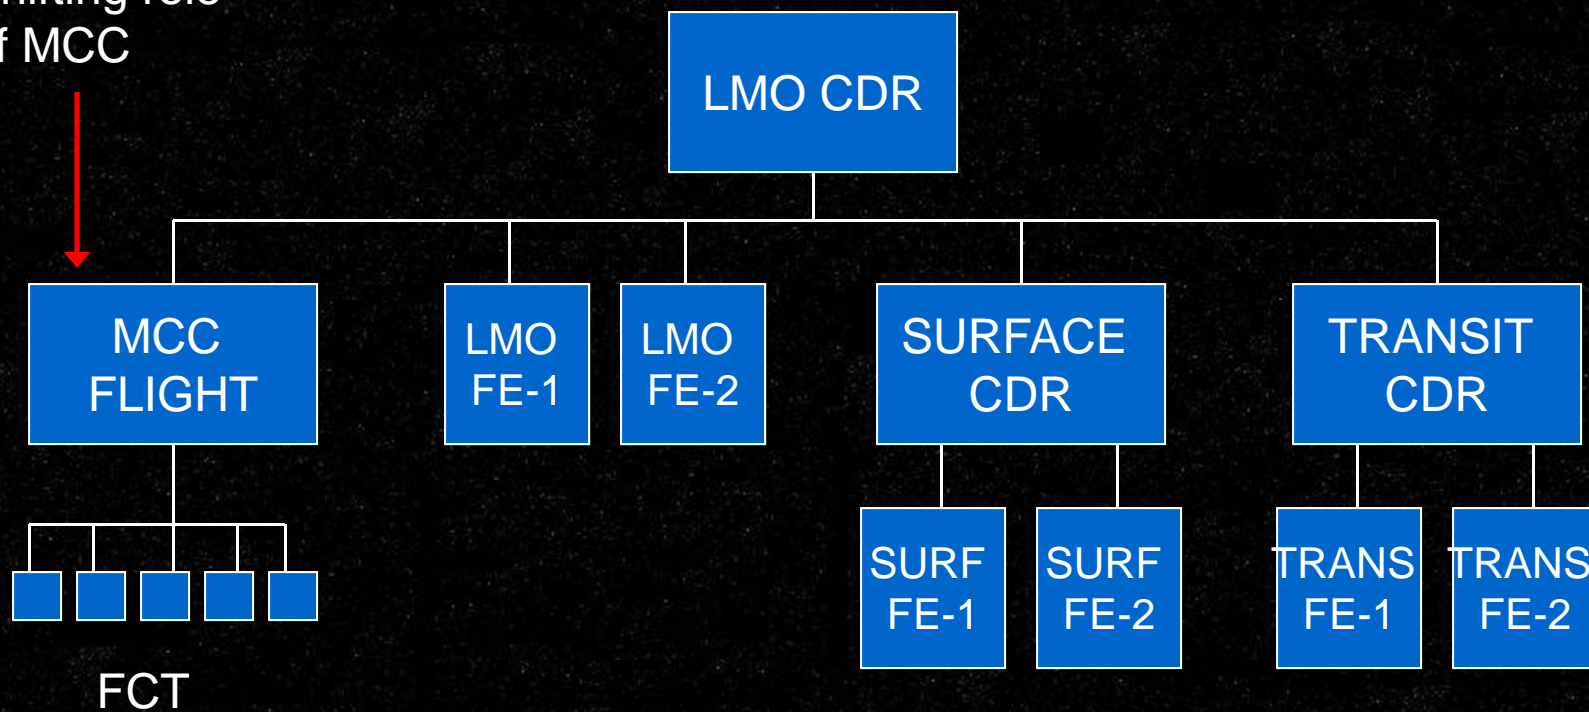 role
MCC
LMO CDR
MCC
FLIGHT
LMO
FE-1
LMO
FE-2
SURFACE
CDR
TRANSIT
CDR
SURF
FE-1
SURF
FE-2
TRANS
FE-1
TRANS
FE-2
FCT